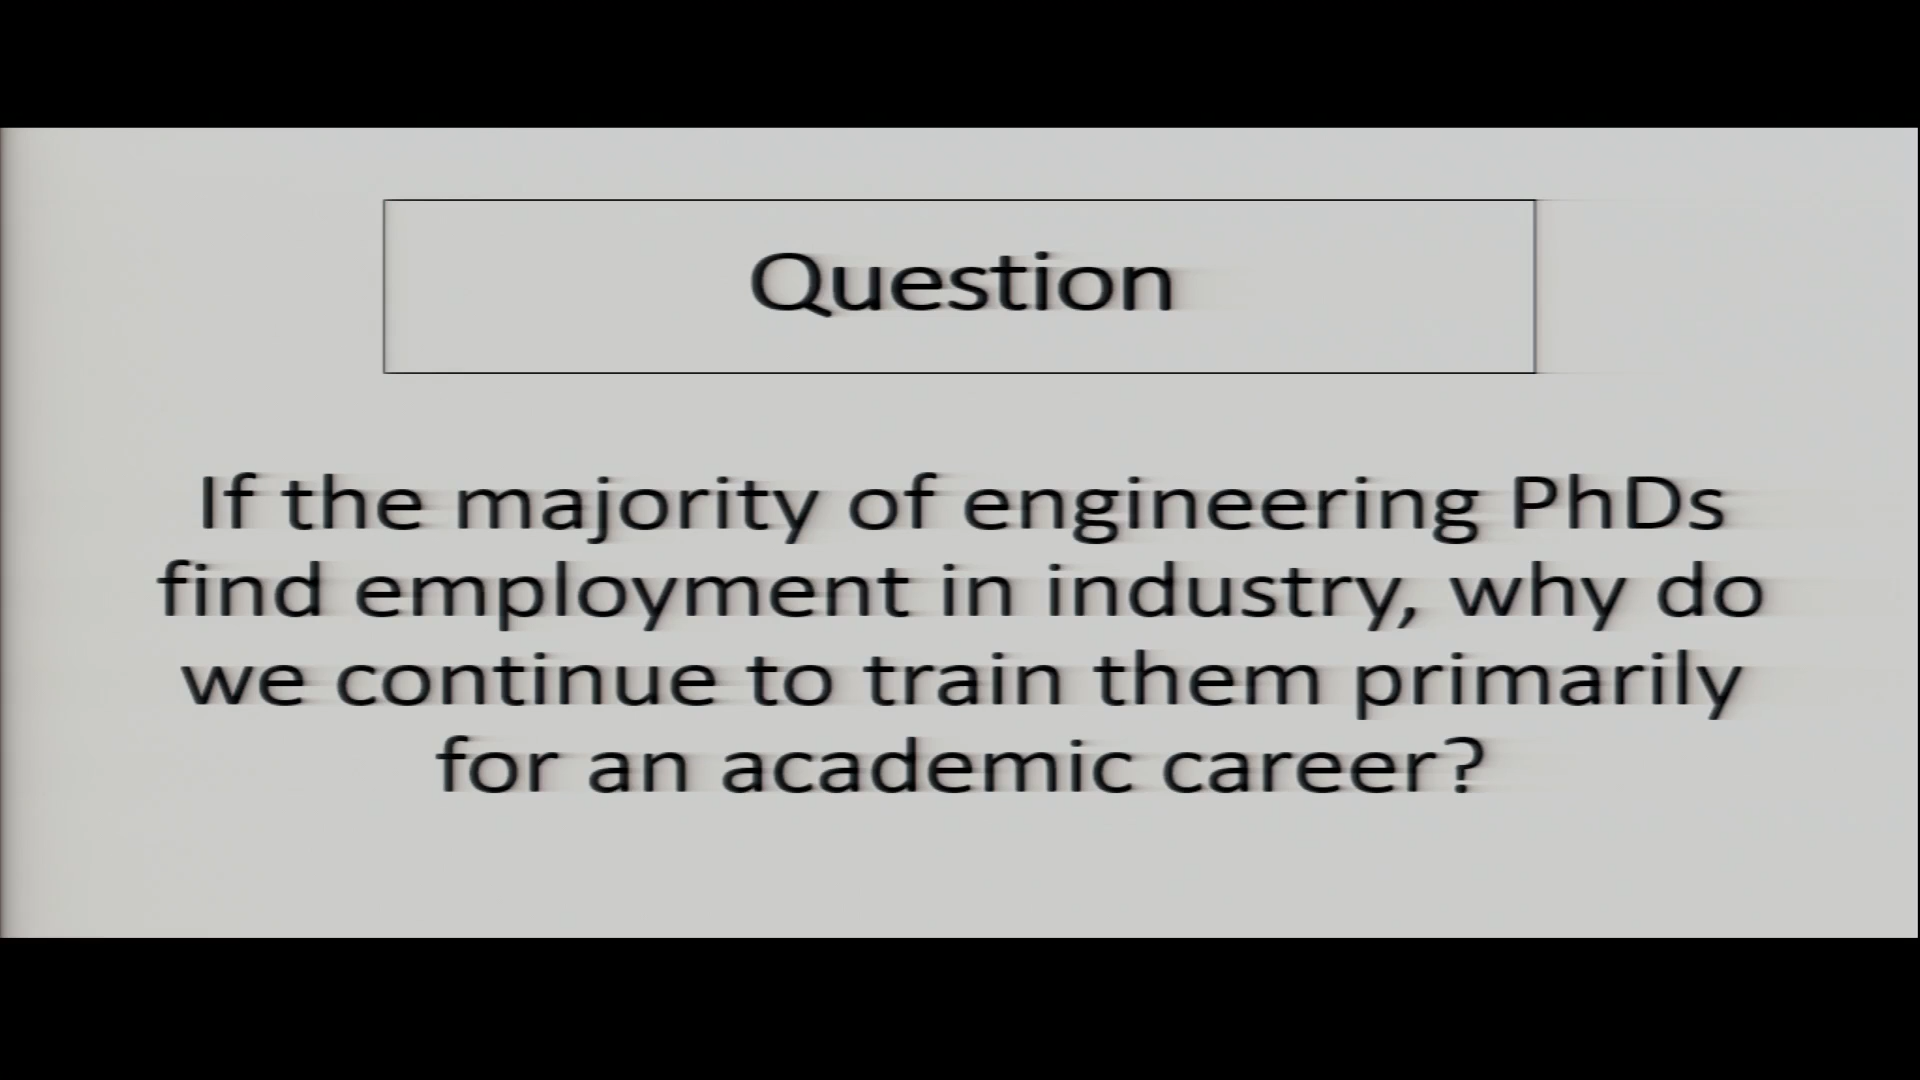 Question
If the majority of engineering PhDs
find employment in industry, why do
we continue to train them primarily
for an academic career?